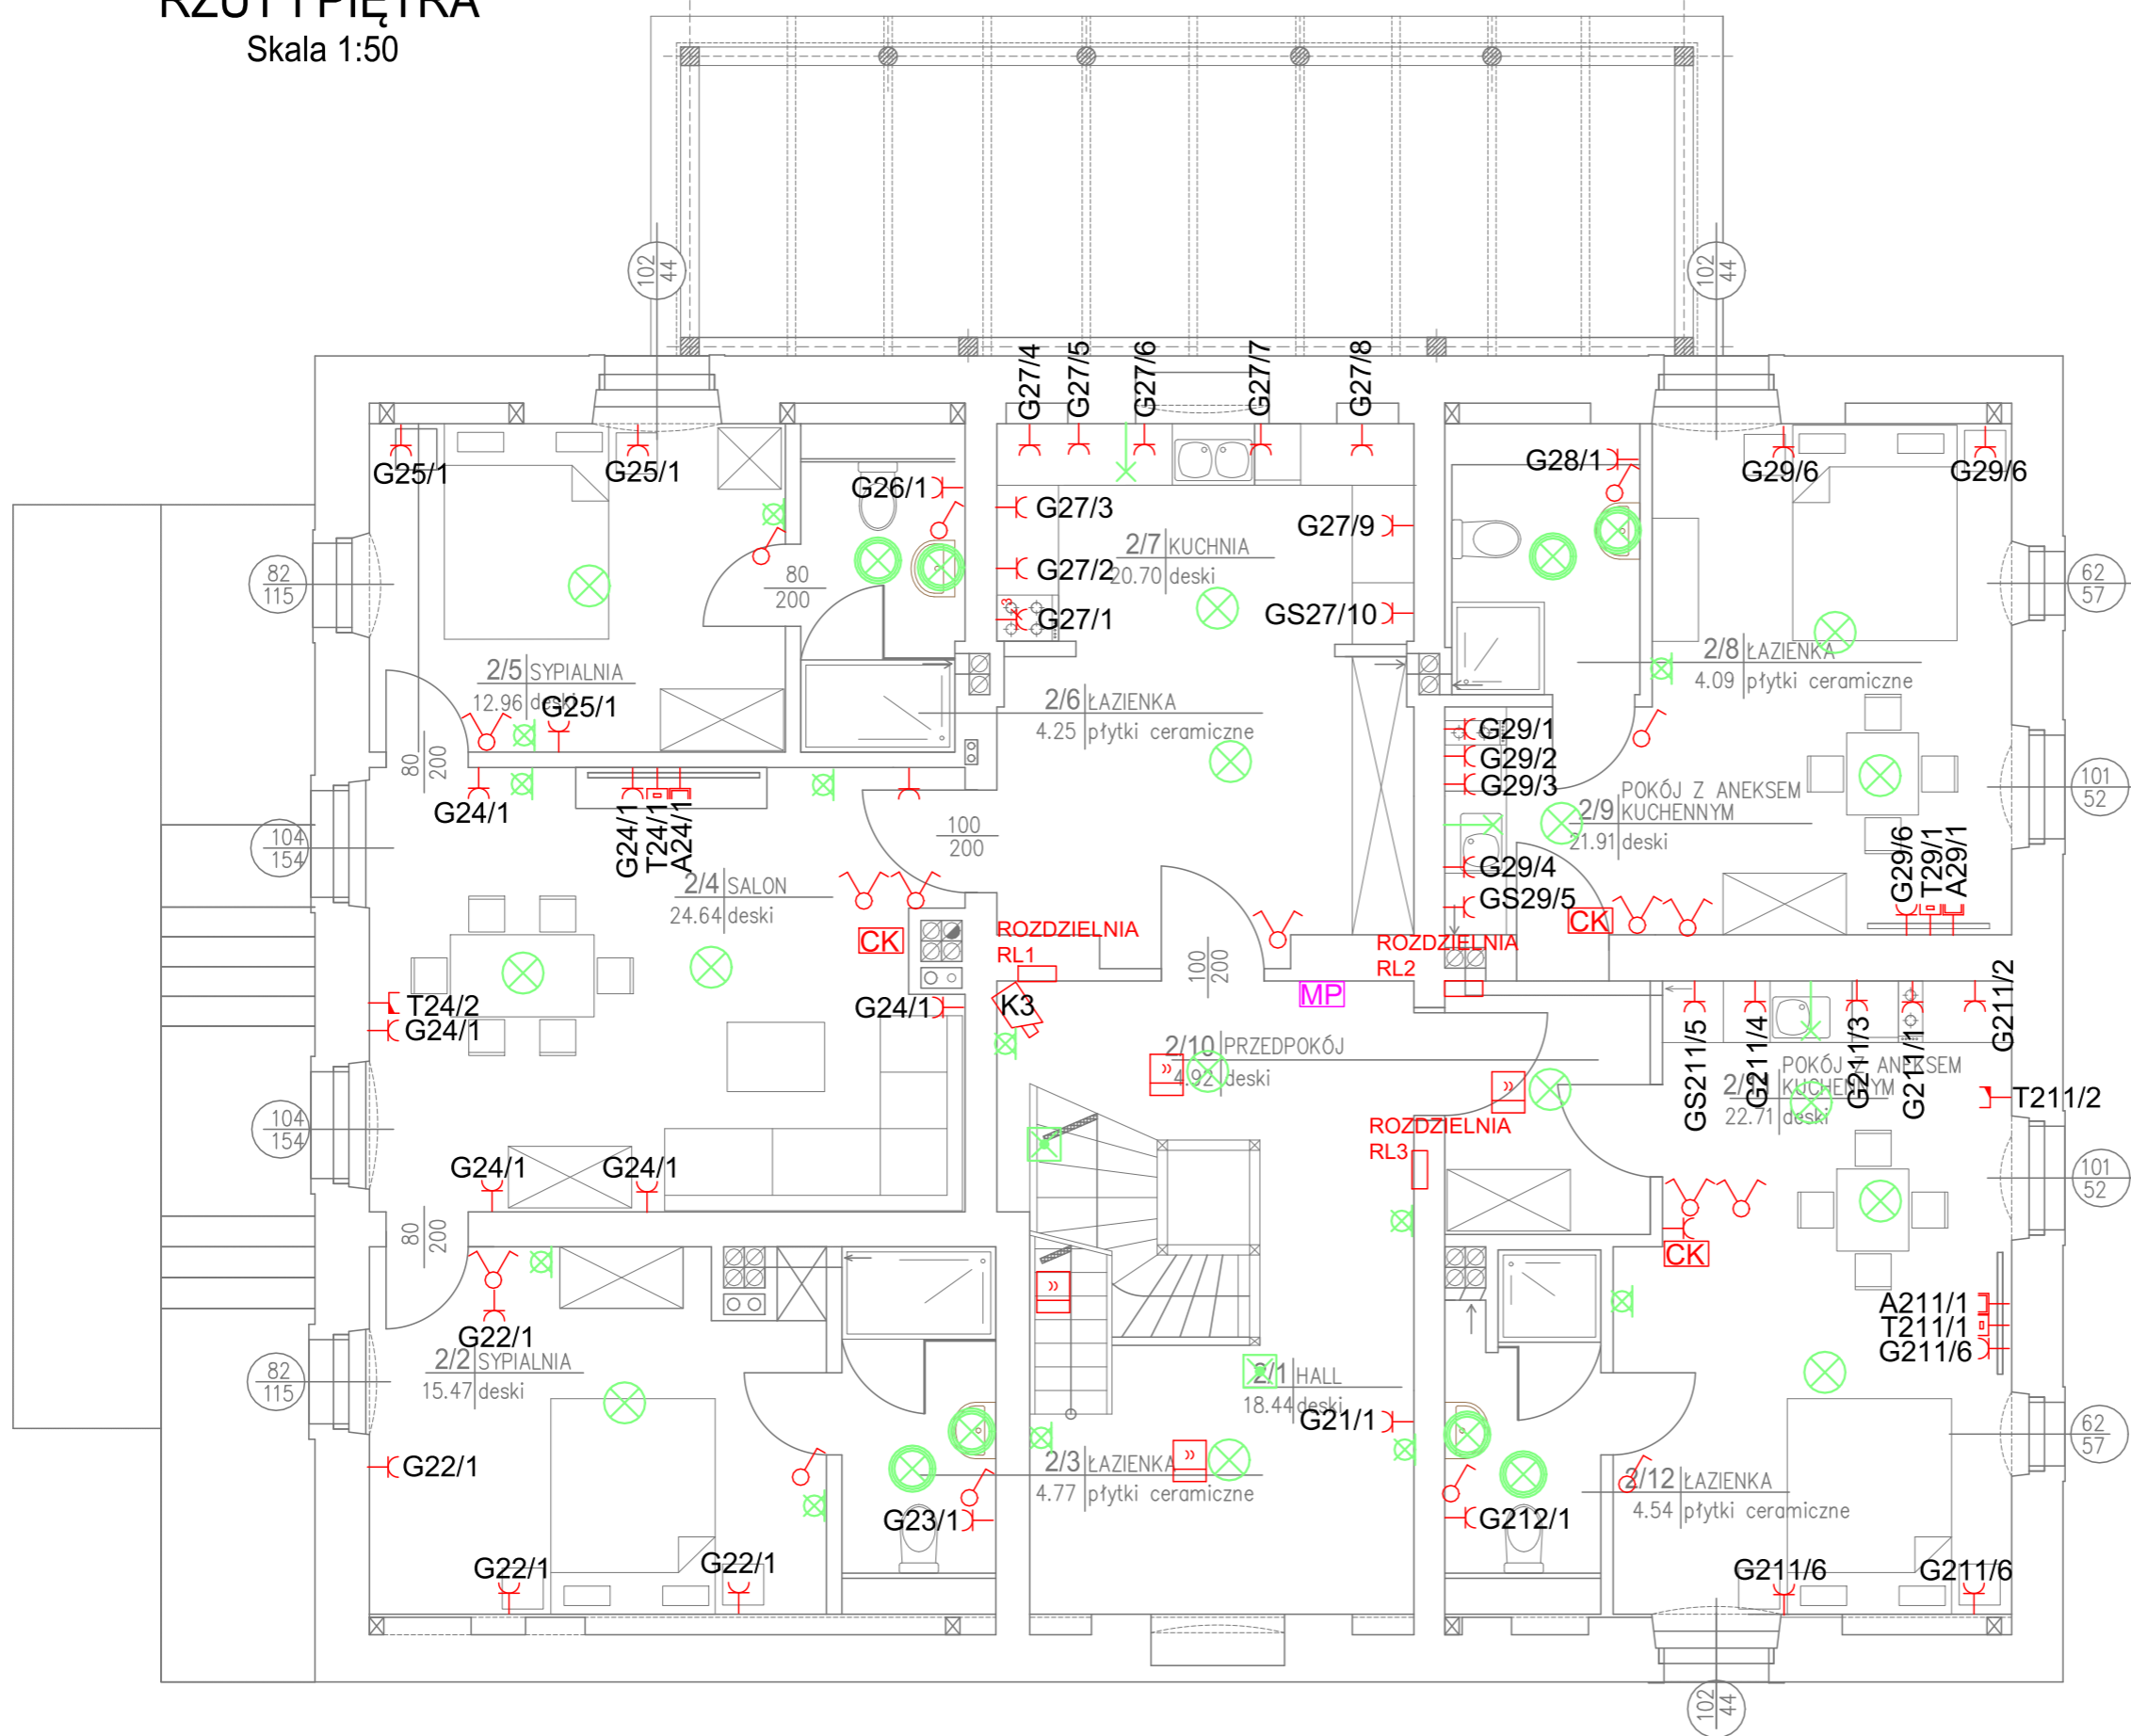 RZUT I PIĘTRA
Skala 1:50
102
44
102
44
G27/4
G27/5
G27/6
G27/7
G27/8
G25/1
G25/1
G26/1
G27/3
G27/9
G28/1
G29/6
G29/6
2/7 KUCHNIA
20.70 deski
G27/2
G27/1
3
GS27/10
82
115
80
200
62
57
2/5 SYPIALNIA
12.96 deski
G25/1
2/6 ŁAZIENKA
4.25 płytki ceramiczne
2/8 ŁAZIENKA
4.09 płytki ceramiczne
G29/1
G29/2
G29/3
80
200
G24/1
G24/1
T24/1
A24/1
100
200
2/9 POKÓJ Z ANEKSEM
KUCHENNYM
21.91 deski
101
52
104
154
2/4 SALON
24.64 deski
G29/4
GS29/5
G29/6
T29/1
A29/1
CK
CK
ROZDZIELNIA
RL1
ROZDZIELNIA
RL2
100
200
MP
T24/2
G24/1
G24/1
K3
2/10 PRZEDPOKÓJ
4.92 deski
GS211/5
G211/4
G211/3
G211/1
G211/2
POKÓJ Z ANEKSEM
KUCHENNYM
22.71 deski
T211/2
104
154
ROZDZIELNIA
RL3
G24/1
G24/1
101
52
80
200
CK
G22/1
A211/1
T211/1
G211/6
2/2 SYPIALNIA
15.47 deski
82
115
2/1 HALL
18.44 deski
G21/1
62
57
G22/1
2/3 ŁAZIENKA
4.77 płytki ceramiczne
2/12 ŁAZIENKA
4.54 płytki ceramiczne
G23/1
G212/1
G22/1
G22/1
G211/6
G211/6
102
44